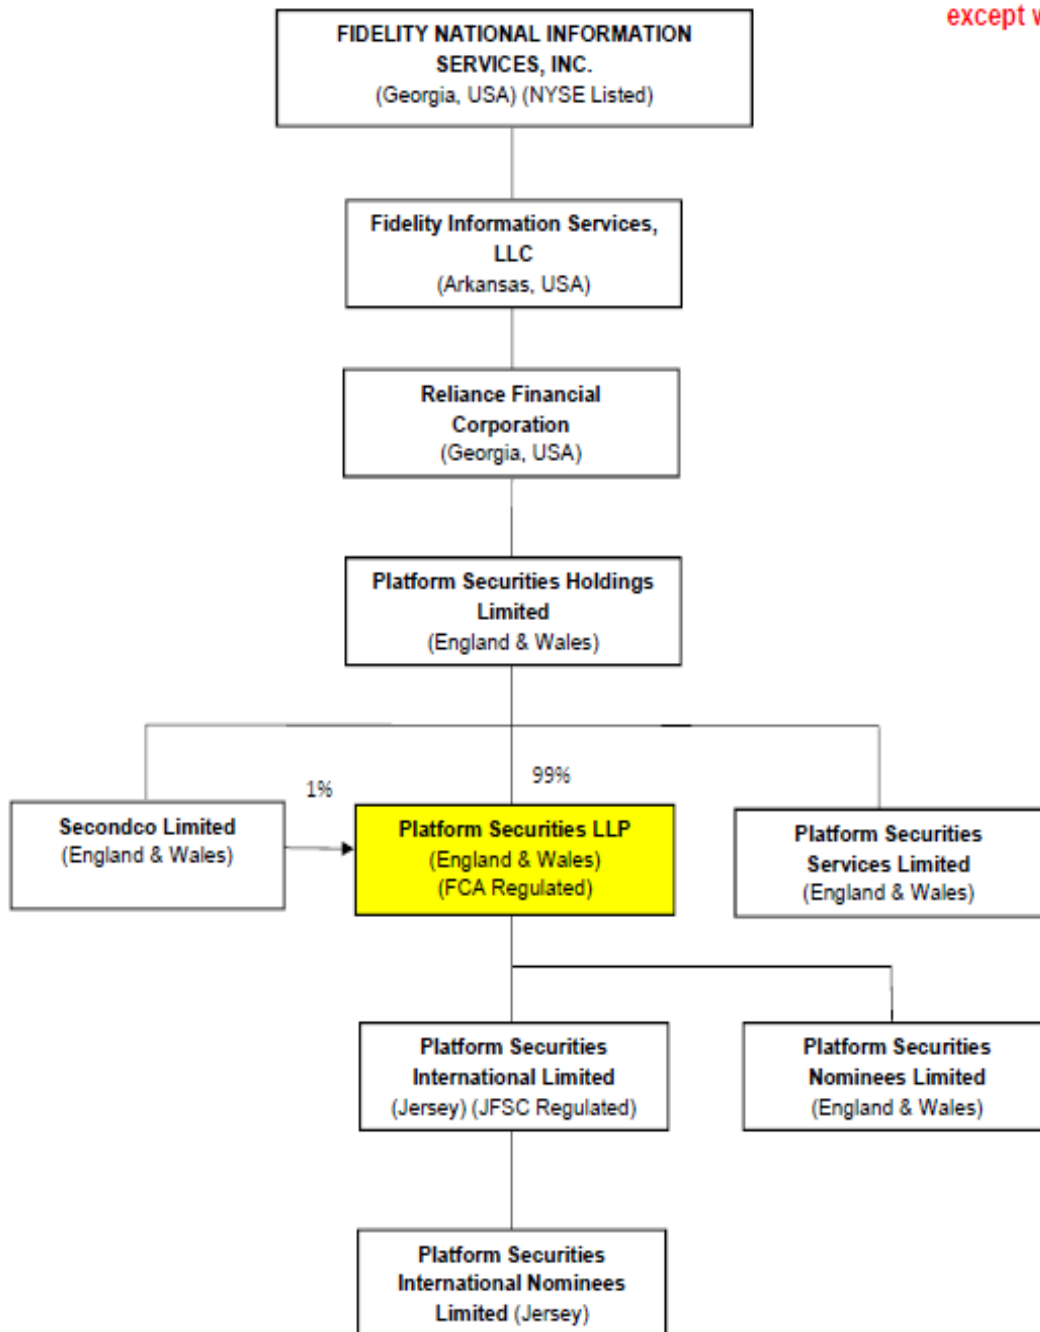 except w
FIDELITY NATIONAL INFORMATION
SERVICES, INC.
(Georgia, USA) (NYSE Listed)
Fidelity Information Services,
LLC
(Arkansas, USA)
Reliance Financial
Corporation
(Georgia, USA)
Platform Securities Holdings
Limited
(England & Wales)
1%
99%
Secondco Limited
(England & Wales)
Platform Securities LLP
(England & Wales)
(FCA Regulated)
Platform Securities
Services Limited
(England & Wales)
Platform Securities
International Limited
(Jersey) (JFSC Regulated)
Platform Securities
Nominees Limited
(England & Wales)
Platform Securities
International Nominees
Limited (Jersey)